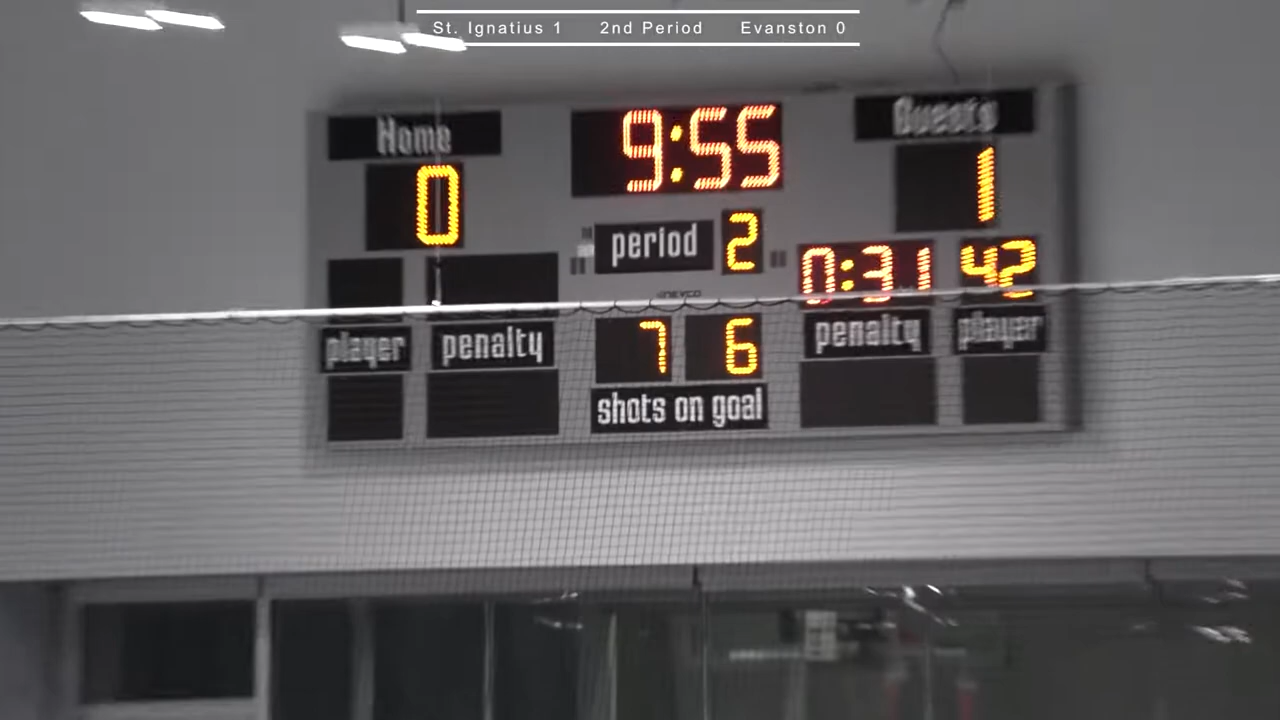 St. Ignatius 1 2nd Period Evanston 0
Home 9:55 Guests
0 1
period 2
0:31 42
NEVCO
player penalty 7 6 penalty player
shots on goal